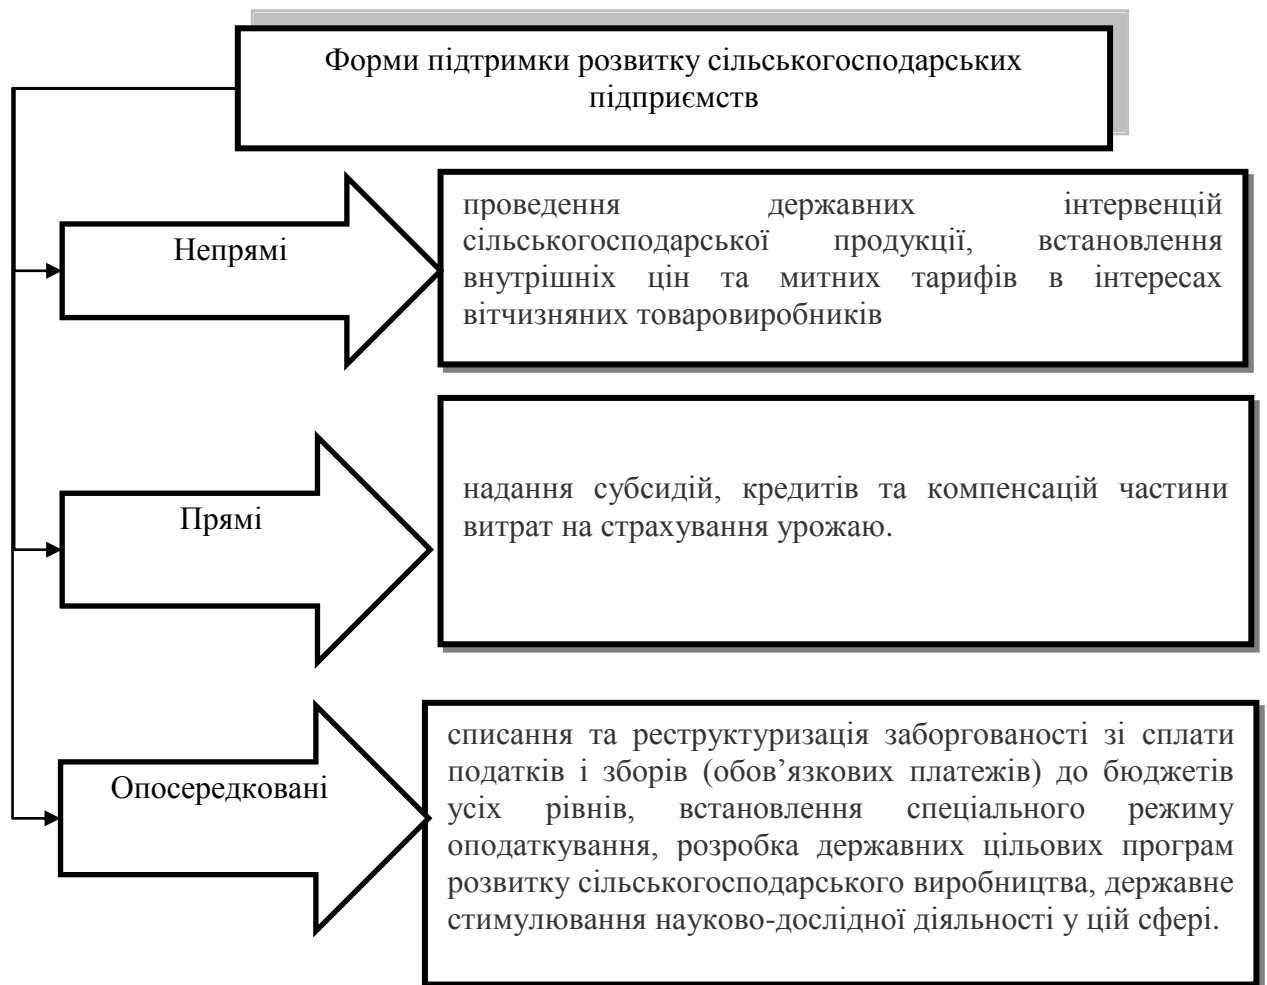 Форми підтримки розвитку сільськогосподарських
підприємств
Непрямі
проведення державних інтервенцій
сільськогосподарської продукції, встановлення
внутрішніх цін та митних тарифів в інтересах
вітчизняних товаровиробників
Прямі
надання субсидій, кредитів та компенсацій частини
витрат на страхування урожаю.
Опосередковані
списання та реструктуризація заборгованості зі сплати
податків і зборів (обов’язкових платежів) до бюджетів
усіх рівнів, встановлення спеціального режиму
оподаткування, розробка державних цільових програм
розвитку сільськогосподарського виробництва, державне
стимулювання науково-дослідної діяльності у цій сфері.